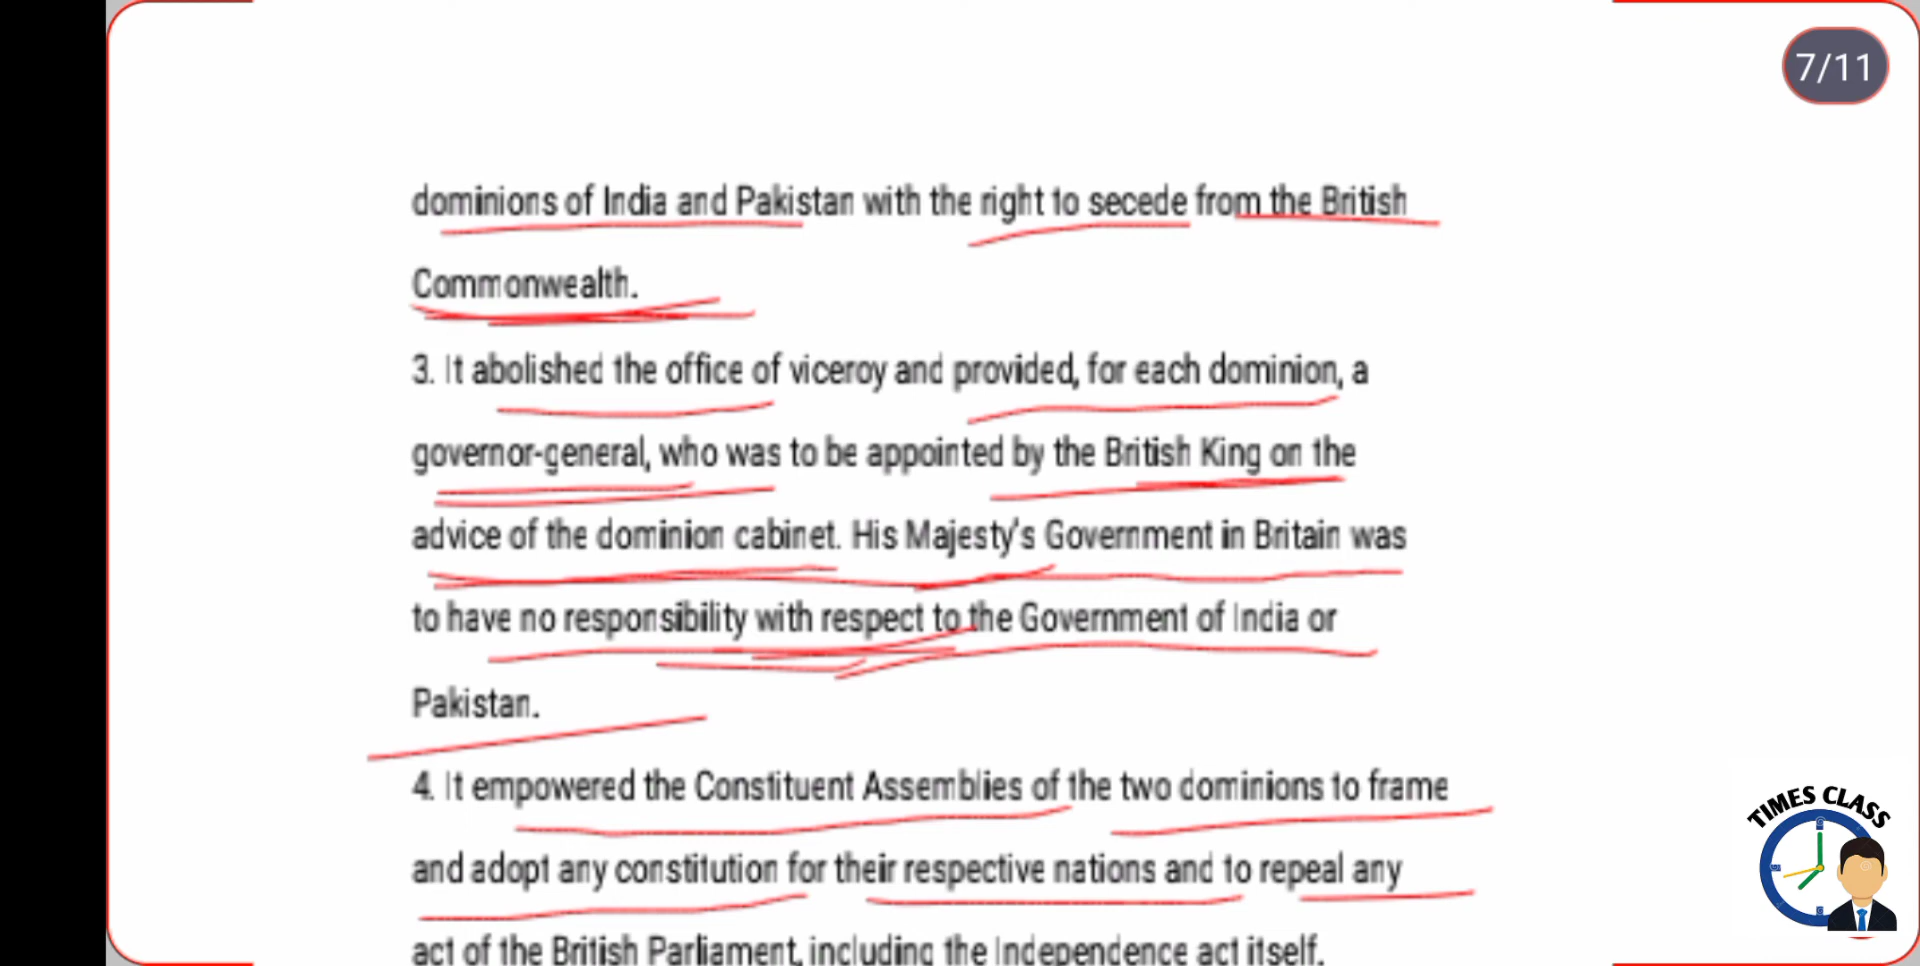 7/11
dominions of India and Pakistan with the right to secede from the British
Commonwealth.
3. It abolished the office of viceroy and provided, for each dominion, a
governor-general, who was to be appointed by the British King on the
advice of the dominion cabinet. His Majesty's Government in Britain was
to have no responsibility with respect to the Government of India or
Pakistan.
4. It empowered the Constituent Assemblies of the two dominions to frame
and adopt any constitution for their respective nations and to repeal any
act of the British Parliament, including the Independence act itself.
TIMES CLASS